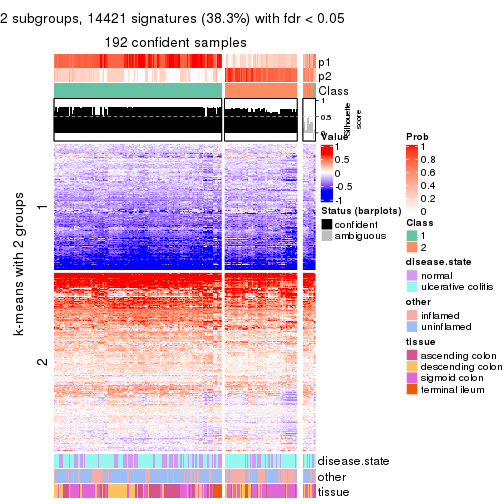 2 subgroups, 14421 signatures (38.3%) with fdr < 0.05
192 confident samples
p1
p2
Class
1
0.5
0
Silhouette
score
k-means with 2 groups
1
2
Value
1
0.5
0
-0.5
-1
Status (barplots)
confident
ambiguous
Prob
1
0.8
0.6
0.4
0.2
0
Class
1
2
disease.state
normal
ulcerative colitis
other
inflamed
uninflamed
tissue
ascending colon
descending colon
sigmoid colon
terminal ileum
disease.state
other
tissue